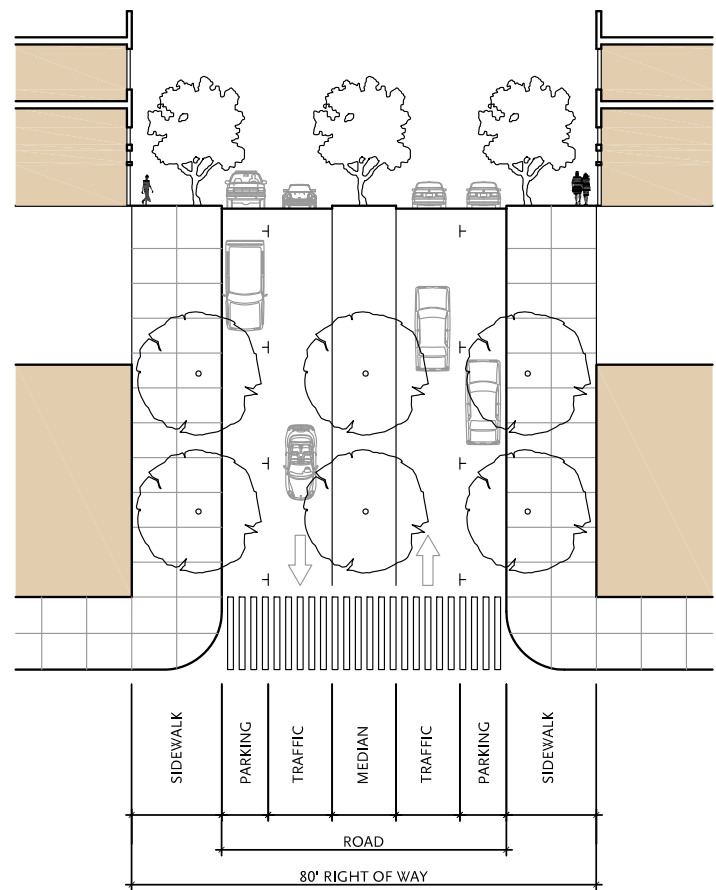 SIDEWALK
PARKING
TRAFFIC
MEDIAN
TRAFFIC
PARKING
SIDEWALK
ROAD
80' RIGHT OF WAY